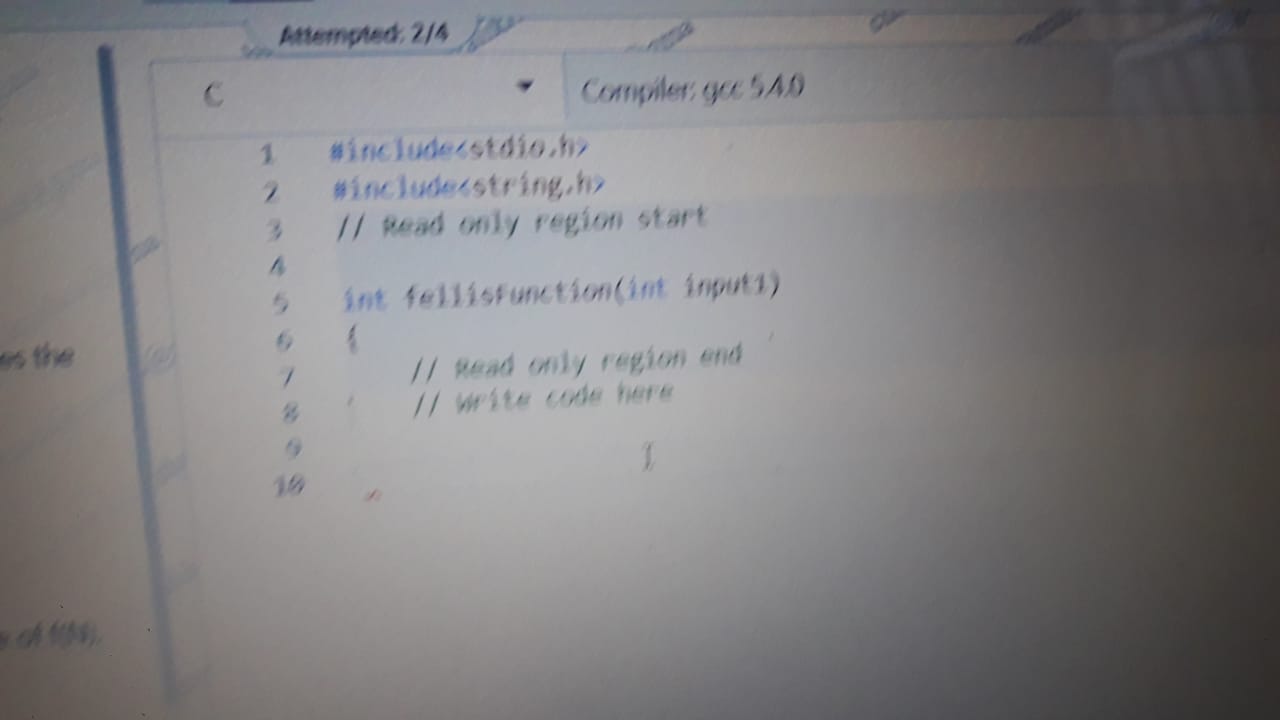 Attempted: 2/4
C
Compiler: gcc 5.4.0
1 #include<stdio.h>
2 #include<string.h>
3 // Read only region start
4
5 int fellisFunction(int input1)
6 {
7 // Read only region end
8 // Write code here
9
10
es the
of